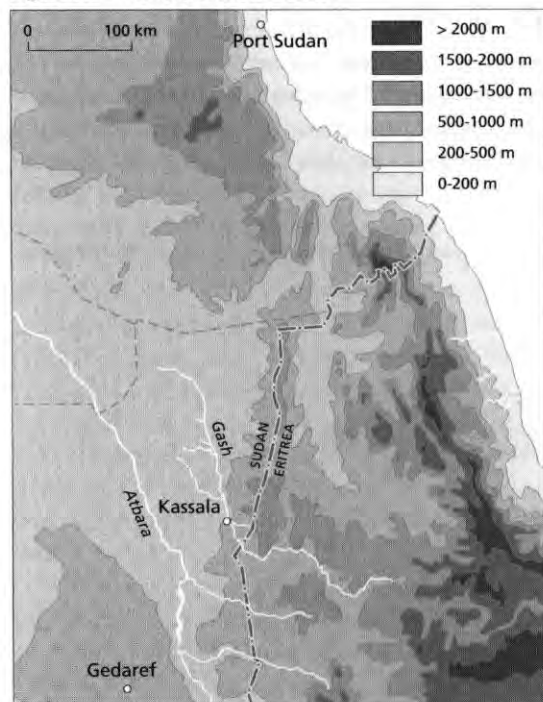 0 100 km
Port Sudan
> 2000 m
1500-2000 m
1000-1500 m
500-1000 m
200-500 m
0-200 m
Gash
SUDAN
ERITREA
Atbara
Kassala
Gedaref